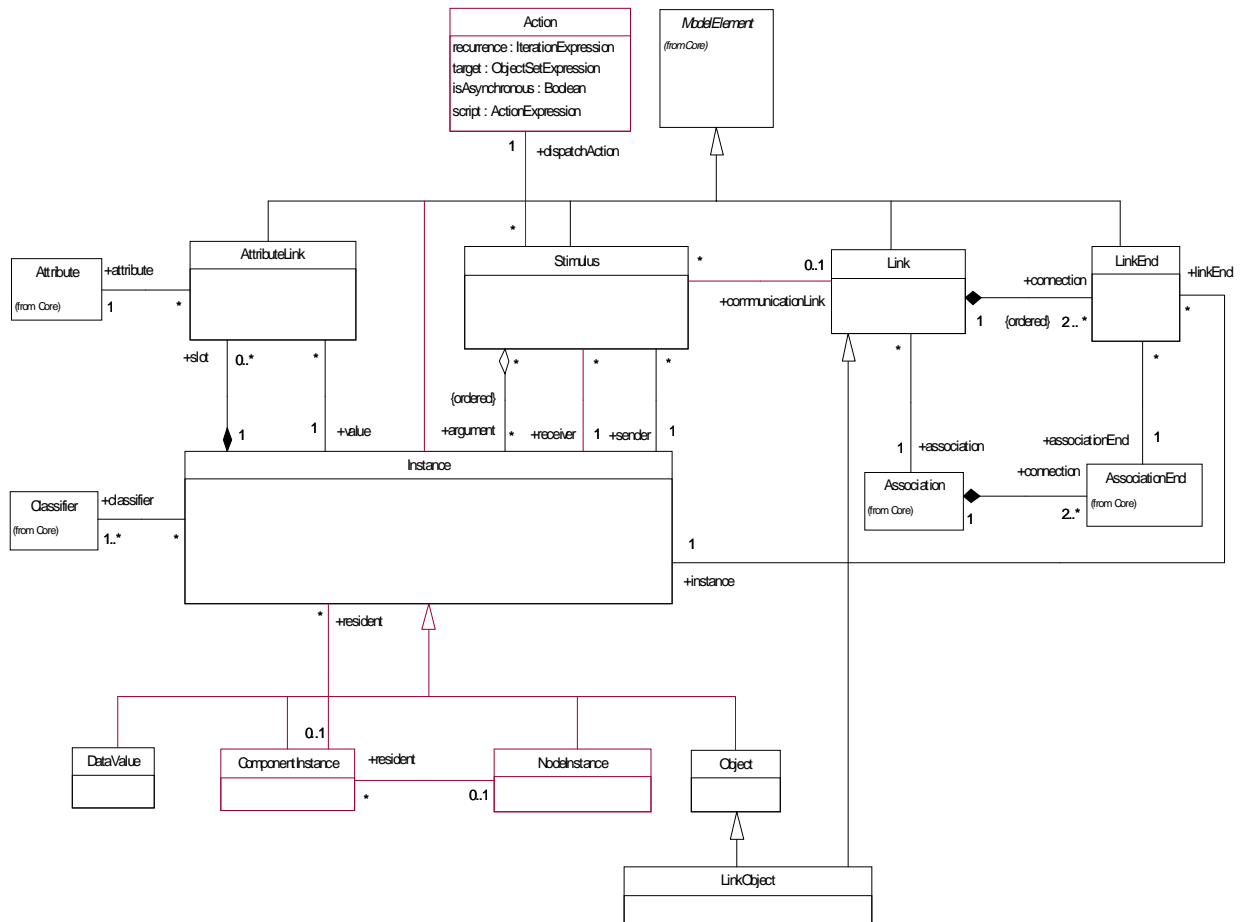 Action
recurrence : IterationExpression
target : ObjectSetExpression
isAsynchronous : Boolean
script : ActionExpression
ModelElement
(from Core)
1
+dispatchAction
*
Attribute
(from Core)
+attribute
1
*
AttributeLink
Stimulus
*
0..1
+communicationLink
Link
+connection
1
{ordered}
2..*
LinkEnd
+linkEnd
*
+slot
0..*
*
1
1
+value
*
{ordered}
+argument
*
*
+receiver
1
*
+sender
1
*
1
+association
*
+associationEnd
1
Instance
Classifier
(from Core)
+classifier
1..*
*
Association
(from Core)
1
+connection
2..*
AssociationEnd
(from Core)
1
+instance
*
+resident
0..1
DataValue
ComponentInstance
+resident
*
0..1
NodeInstance
Object
LinkObject